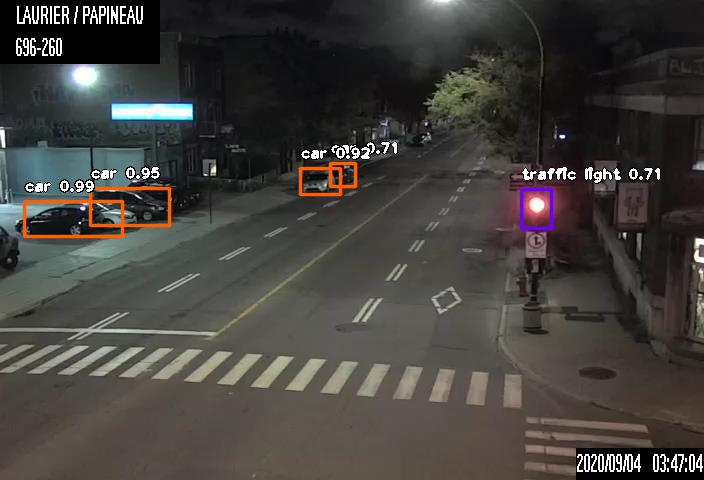 LAURIER / PAPINEAU
696-260
car 0.71
car 0.92
car 0.95
car 0.99
traffic light 0.71
2020/09/04 03:47:04